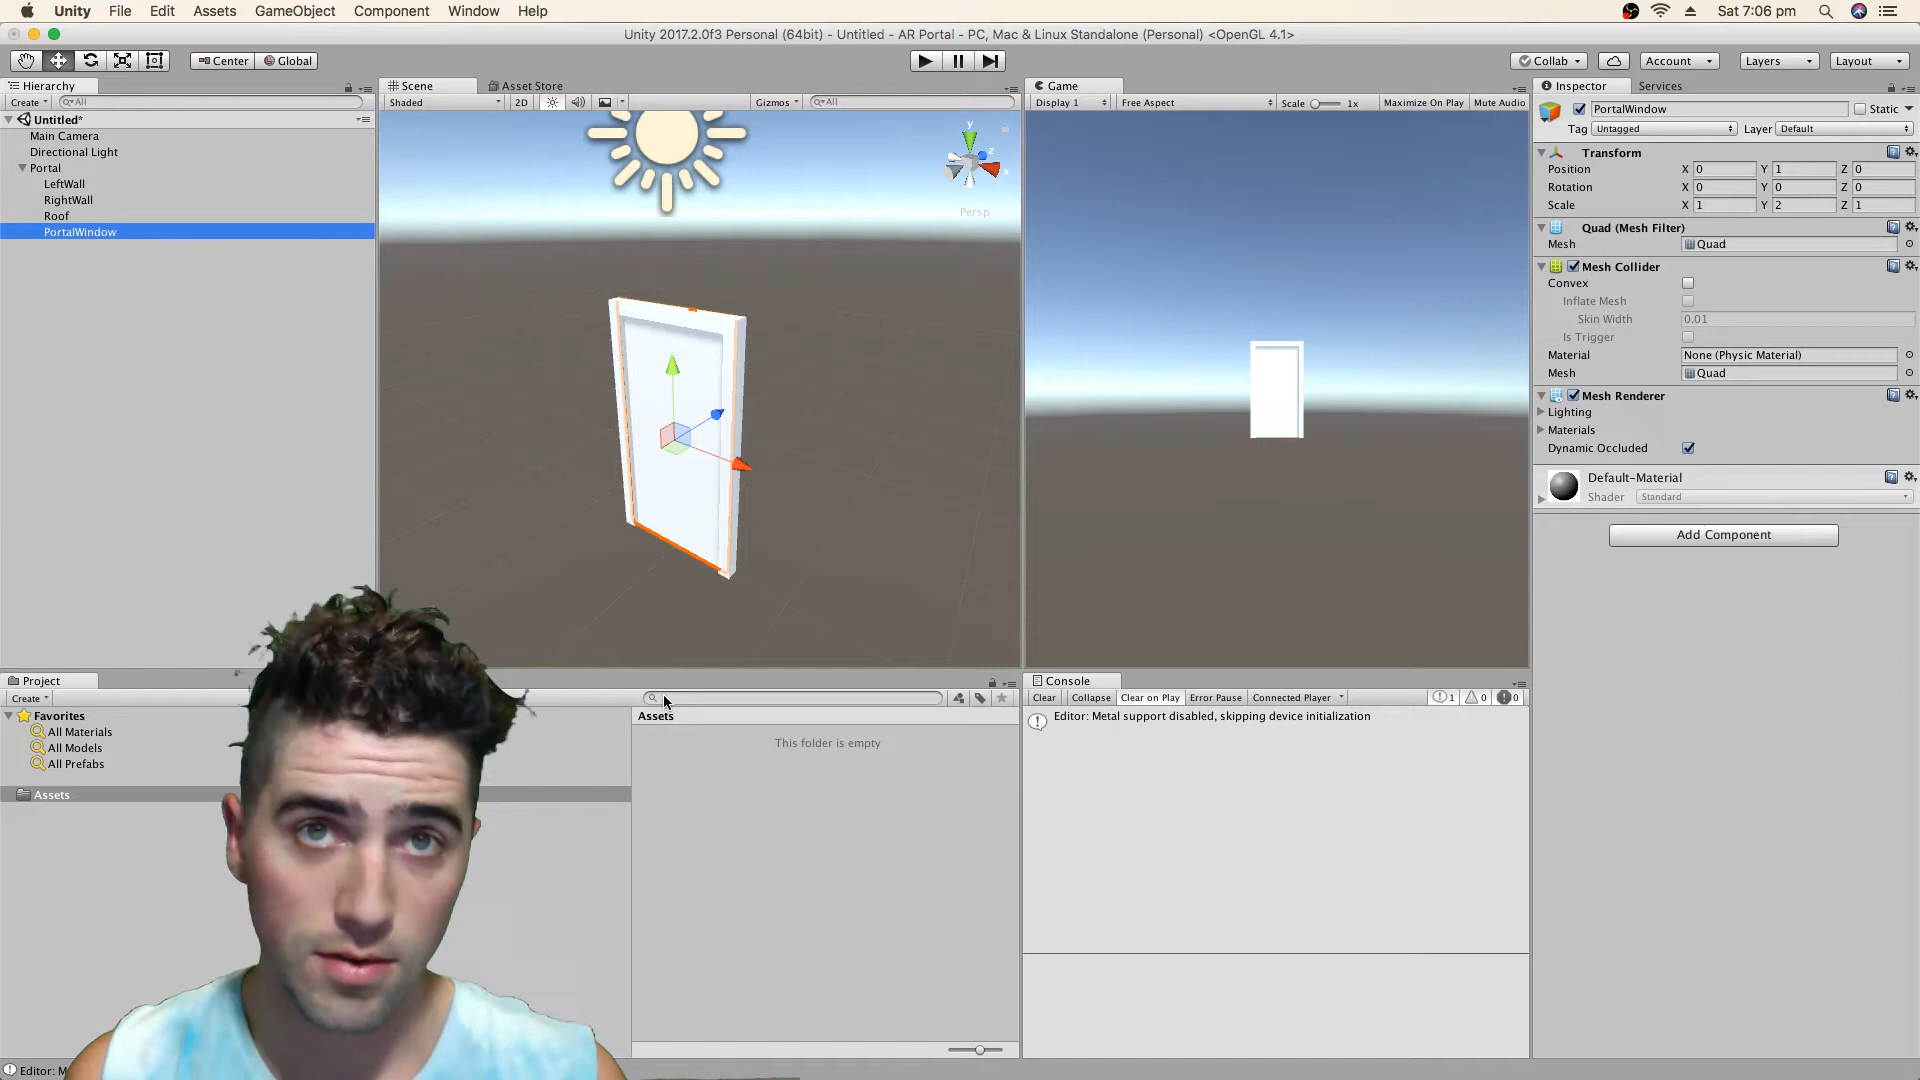 Unity File Edit Assets GameObject Component Window Help Sat 7:06 pm
Unity 2017.2.0f3 Personal (64bit) - Untitled - AR Portal - PC, Mac & Linux Standalone (Personal) <OpenGL 4.1>
Center Global Collab Account Layers Layout
Hierarchy
Create All
Untitled*
Main Camera
Directional Light
Portal
LeftWall
RightWall
Roof
PortalWindow
Scene Asset Store
Shaded 2D Gizmos All
y
z
x
Persp
Game
Display 1 Free Aspect Scale 1x Maximize On Play Mute Audio
Inspector Services
PortalWindow Static
Tag Untagged Layer Default
Transform
Position X 0 Y 1 Z 0
Rotation X 0 Y 0 Z 0
Scale X 1 Y 2 Z 1
Quad (Mesh Filter)
Mesh Quad
Mesh Collider
Convex
Inflate Mesh
Skin Width 0.01
Is Trigger
Material None (Physic Material)
Mesh Quad
Mesh Renderer
Lighting
Materials
Dynamic Occluded
Default-Material
Shader Standard
Add Component
Project
Create
Favorites
All Materials
All Models
All Prefabs
Assets
Assets
This folder is empty
Console
Clear Collapse Clear on Play Error Pause Connected Player 1 0 0
Editor: Metal support disabled, skipping device initialization
Editor: M